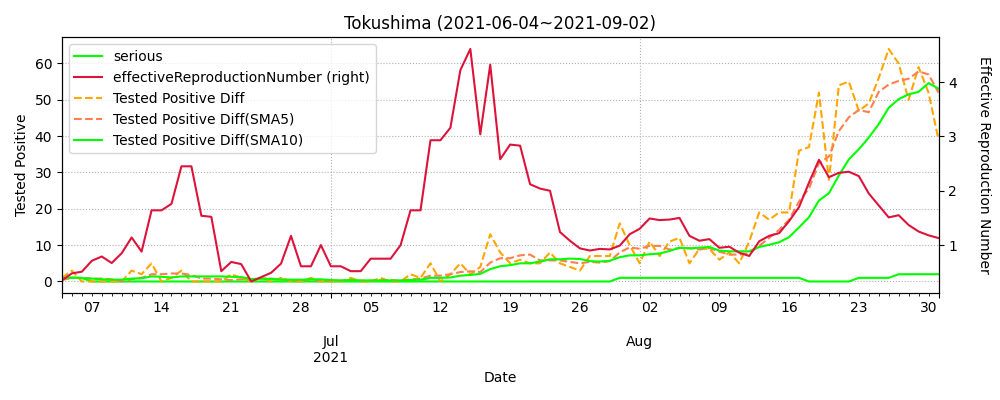 Tokushima (2021-06-04~2021-09-02)
serious
effectiveReproductionNumber (right)
Tested Positive Diff
Tested Positive Diff(SMA5)
Tested Positive Diff(SMA10)
Tested Positive
60
50
40
30
20
10
0
4
3
2
1
Effective Reproduction Number
07 14 21 28 05 12 19 26 02 09 16 23 30
Jul Aug
2021
Date